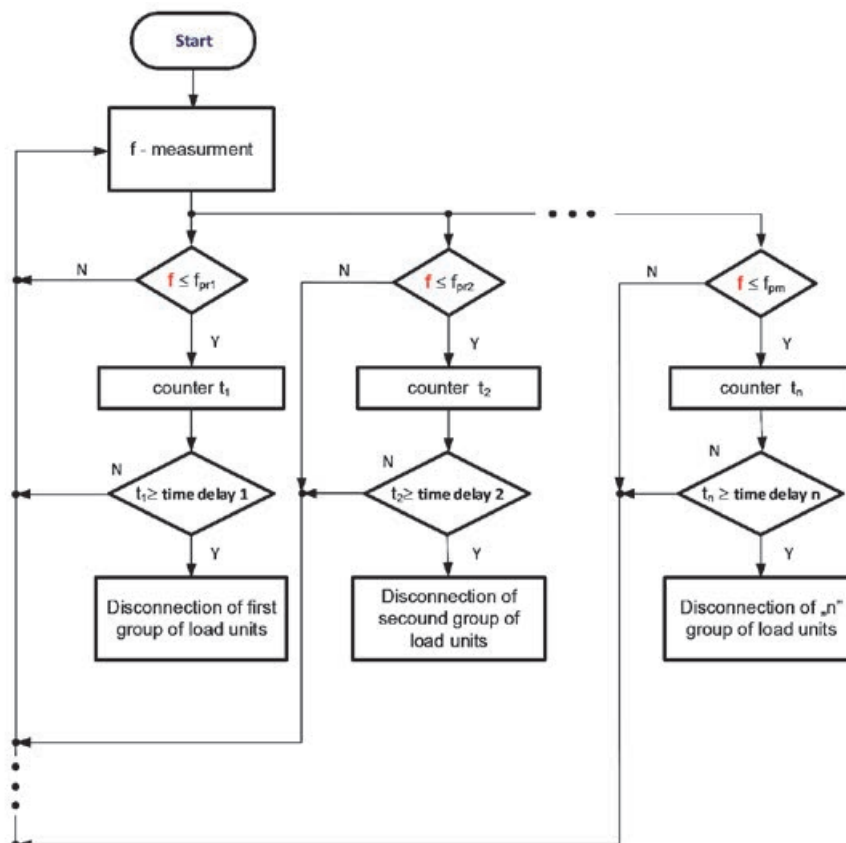 Start
f - measurment
N
f ≤ fpr1
N
f ≤ fpr2
N
f ≤ fpm
Y
Y
Y
counter t1
counter t2
counter tn
N
t1≥ time delay 1
N
t2≥ time delay 2
N
tn ≥ time delay n
Y
Y
Y
Disconnection of first
group of load units
Disconnection of
secound group of
load units
Disconnection of „n”
group of load units